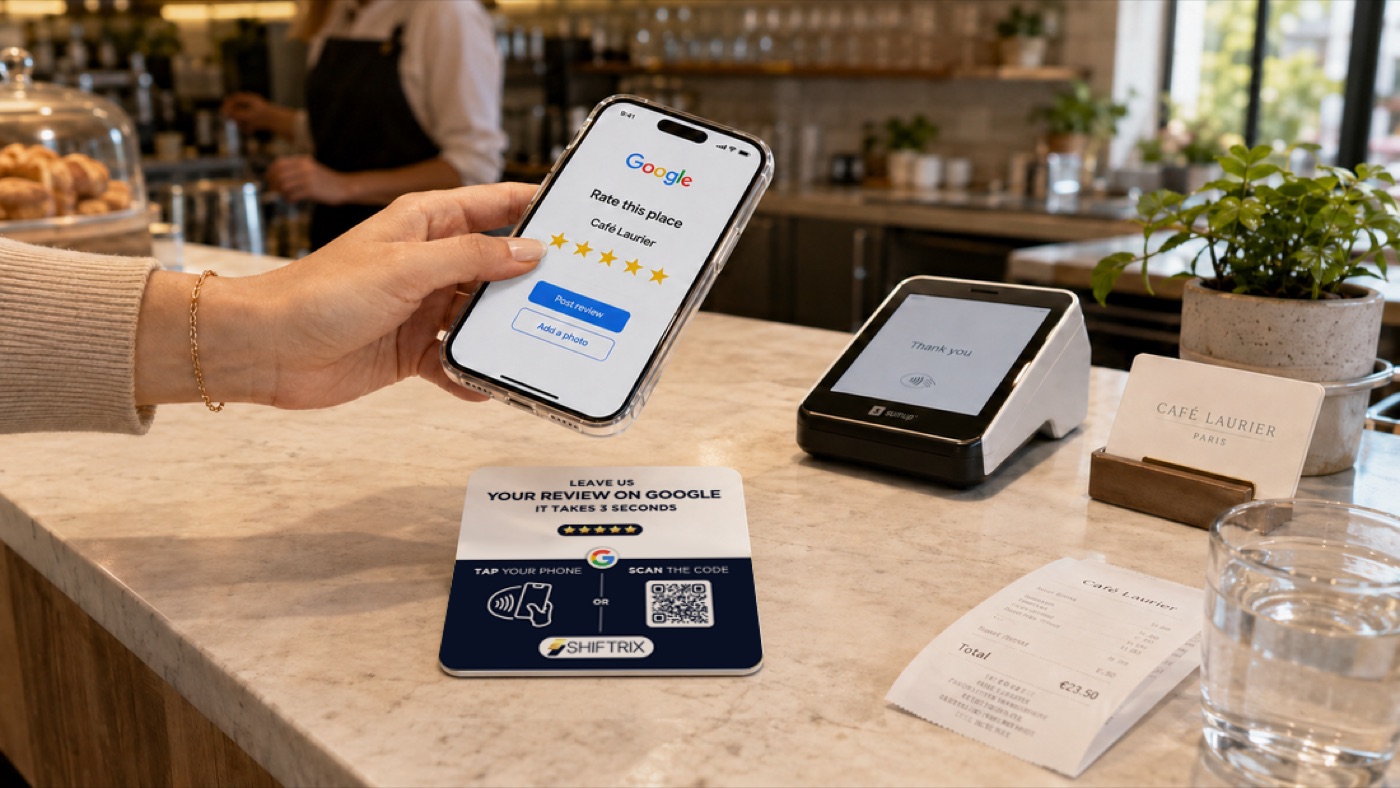 9:41
Google
Rate this place
Café Laurier
Post review
Add a photo
Thank you
sumup
CAFÉ LAURIER
PARIS
LEAVE US
YOUR REVIEW ON GOOGLE
IT TAKES 3 SECONDS
G
TAP YOUR PHONE
OR
SCAN THE CODE
SHIFTRIX
Café Laurier
Total
€23.50